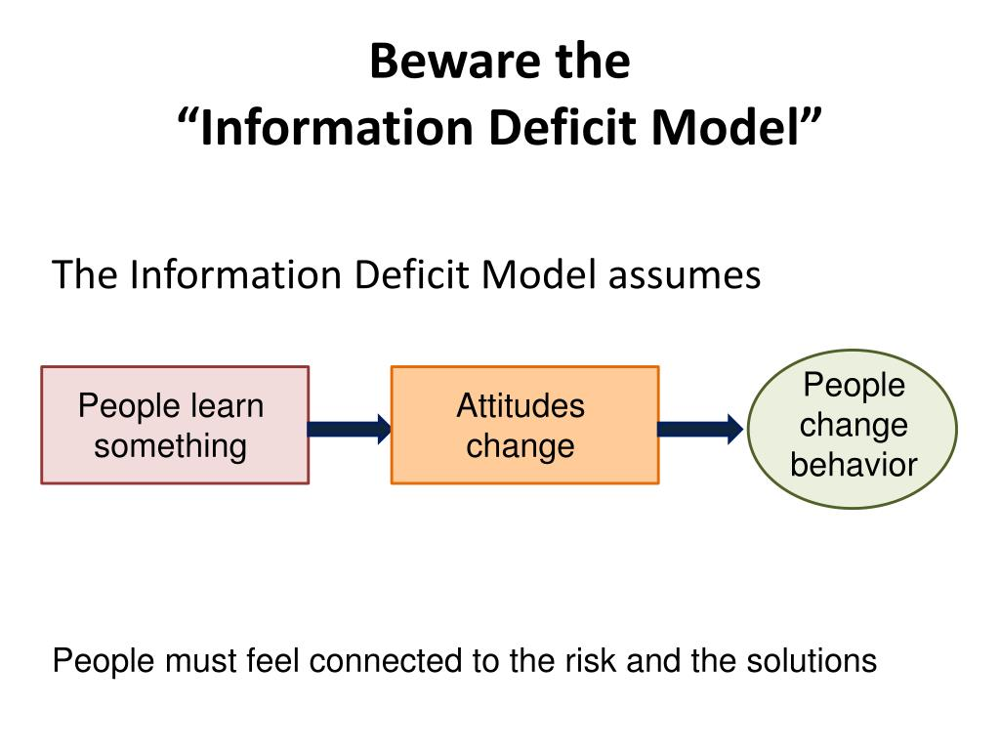 Beware the
“Information Deficit Model”
The Information Deficit Model assumes
People learn
something
Attitudes
change
People
change
behavior
People must feel connected to the risk and the solutions